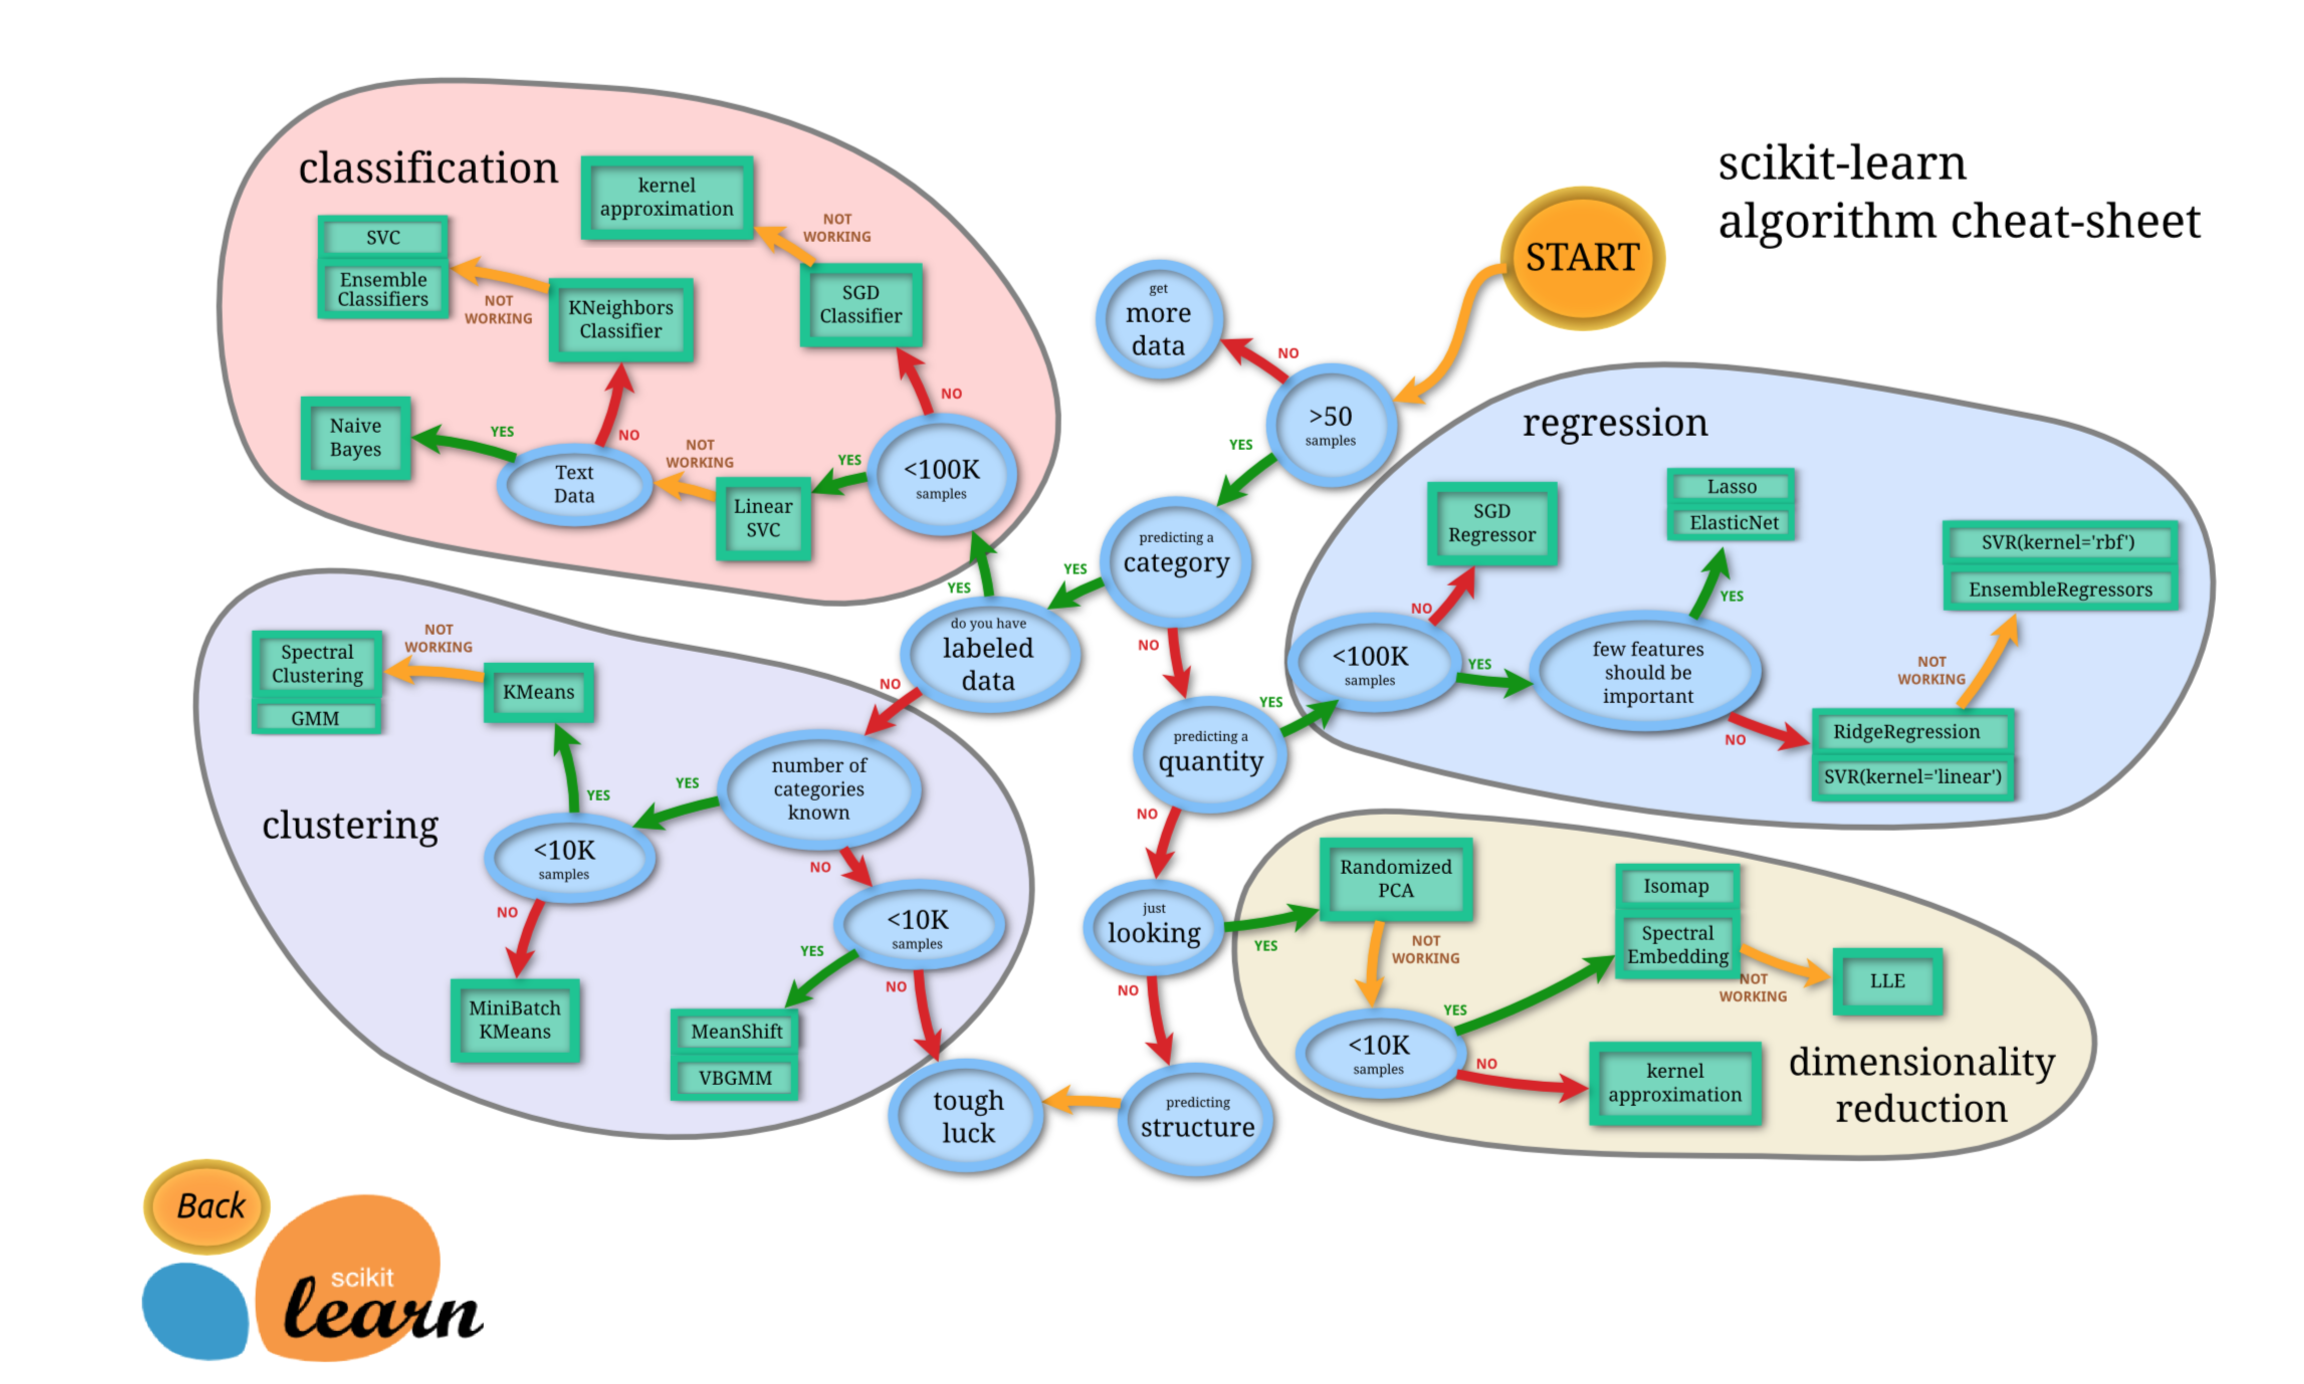 scikit-learn
algorithm cheat-sheet
START
classification
kernel
approximation
NOT
WORKING
SVC
Ensemble
Classifiers
NOT
WORKING
KNeighbors
Classifier
SGD
Classifier
NO
Naive
Bayes
YES
Text
Data
NO
NOT
WORKING
Linear
SVC
YES
<100K
samples
YES
get
more
data
NO
>50
samples
YES
predicting a
category
YES
NO
do you have
labeled
data
NO
predicting a
quantity
YES
NO
just
looking
YES
NO
predicting
structure
tough
luck
regression
SGD
Regressor
NO
<100K
samples
YES
Lasso
ElasticNet
YES
few features
should be
important
NO
SVR(kernel='rbf')
EnsembleRegressors
NOT
WORKING
RidgeRegression
SVR(kernel='linear')
clustering
Spectral
Clustering
GMM
NOT
WORKING
KMeans
YES
<10K
samples
YES
number of
categories
known
NO
NO
MiniBatch
KMeans
<10K
samples
YES
NO
MeanShift
VBGMM
dimensionality
reduction
Randomized
PCA
NOT
WORKING
<10K
samples
YES
NO
Isomap
Spectral
Embedding
NOT
WORKING
LLE
kernel
approximation
Back
scikit
learn